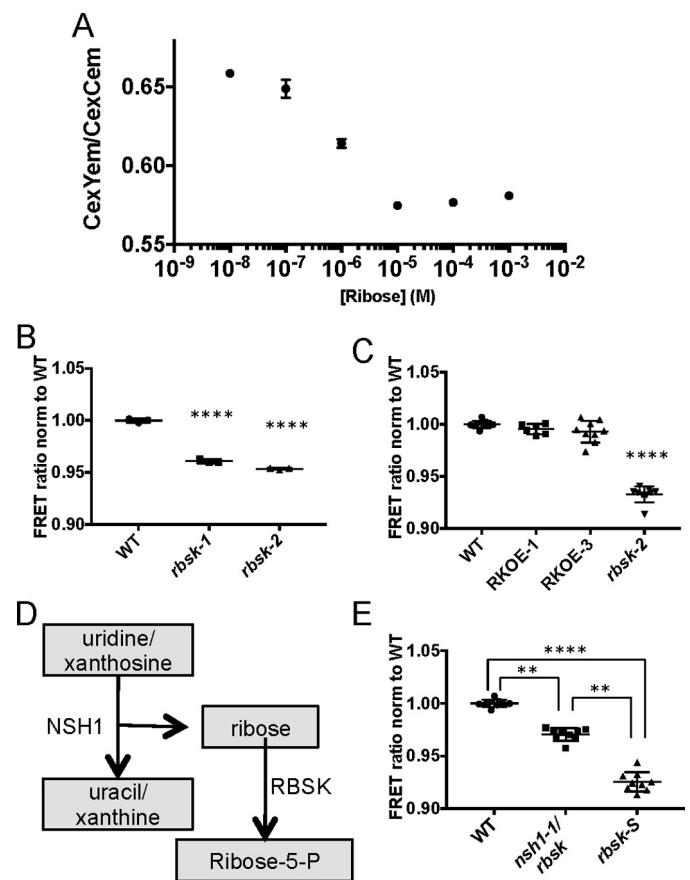 A
CexYem/CexCem
0.65
0.60
0.55
10-9 10-8 10-7 10-6 10-5 10-4 10-3 10-2
[Ribose] (M)
B
FRET ratio norm to WT
1.05
1.00
0.95
0.90
****
****
WT
rbsk-1
rbsk-2
C
FRET ratio norm to WT
1.05
1.00
0.95
0.90
****
WT
RKOE-1
RKOE-3
rbsk-2
D
uridine/
xanthosine
NSH1
ribose
RBSK
uracil/
xanthine
Ribose-5-P
E
FRET ratio norm to WT
1.05
1.00
0.95
0.90
****
**
**
WT
nsh1-1/
rbsk
rbsk-S